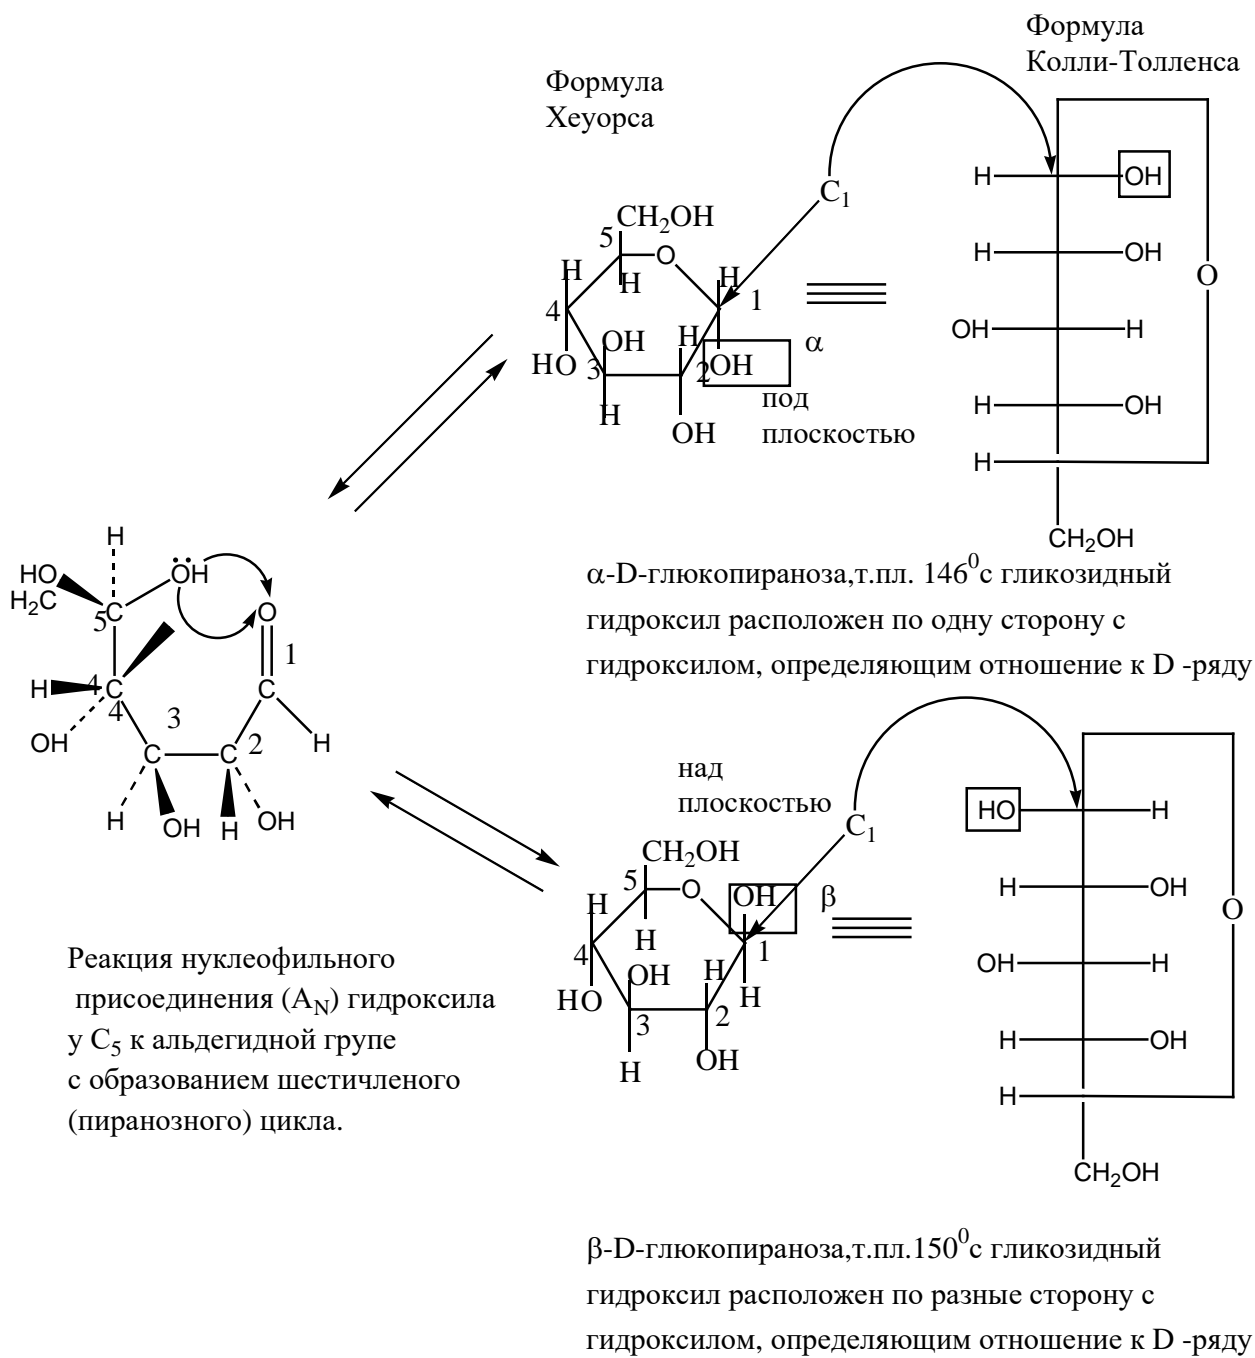 Формула
Колли-Толленса
Формула
Хеуорса
C1
H
OH
CH2OH
5
O
H
H
H
OH
4
1
O
OH
H
OH
H
α
HO
3
2
OH
H
под
плоскостью
H
OH
OH
H
CH2OH
α-D-глюкопираноза,т.пл. 146⁰с гликозидный
гидроксил расположен по одну сторону с
гидроксилом, определяющим отношение к D -ряду
H
HO
OH
H2C
C
5
O
1
H
4
C
4
C
OH
3
C
C
2
H
H
OH
H
OH
над
плоскостью
C1
HO
H
CH2OH
5
O
OH
β
H
OH
H
H
O
4
1
OH
H
OH
H
HO
H
3
2
OH
H
H
OH
H
CH2OH
Реакция нуклеофильного
присоединения (AN) гидроксила
у C5 к альдегидной групе
с образованием шестичленого
(пиранозного) цикла.
β-D-глюкопираноза,т.пл.150⁰с гликозидный
гидроксил расположен по разные сторону с
гидроксилом, определяющим отношение к D -ряду